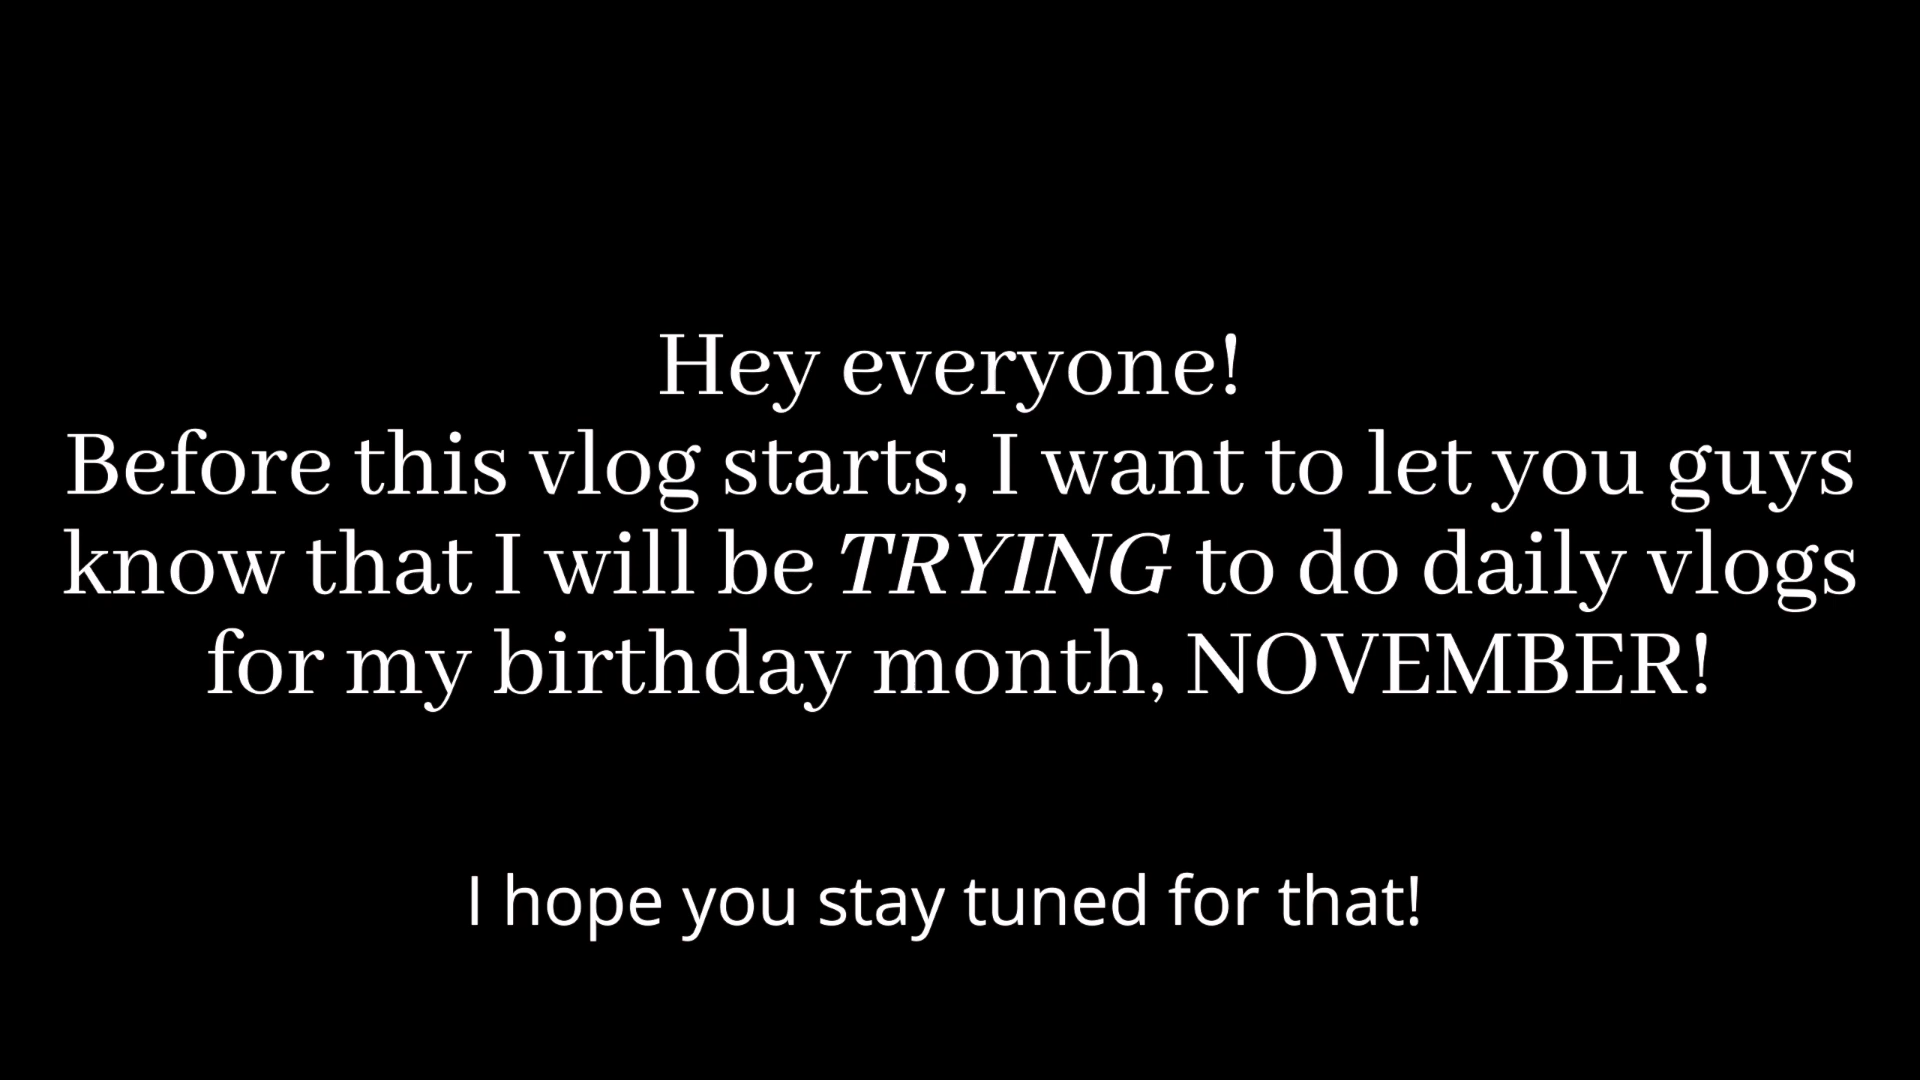 Hey everyone!
Before this vlog starts, I want to let you guys
know that I will be TRYING to do daily vlogs
for my birthday month, NOVEMBER!
I hope you stay tuned for that!